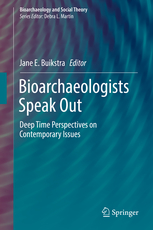 Bioarchaeology and Social Theory
Series Editor: Debra L. Martin
Jane E. Buikstra Editor
Bioarchaeologists
Speak Out
Deep Time Perspectives on
Contemporary Issues
Springer